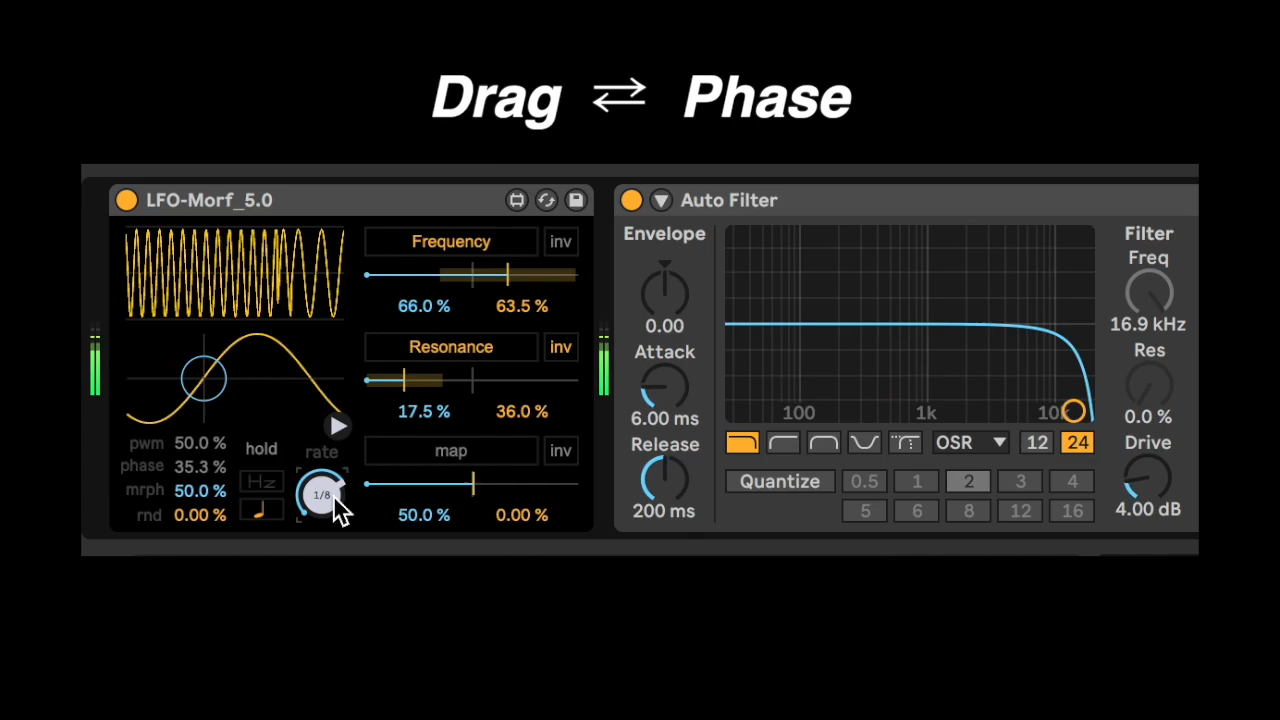 Drag ⇄ Phase
LFO-Morf_5.0
Frequency inv
66.0 % 63.5 %
Resonance inv
17.5 % 36.0 %
map inv
50.0 % 0.00 %
pwm 50.0 %
phase 35.3 %
mrph 50.0 %
rnd 0.00 %
hold
Hz
rate
1/8
Auto Filter
Envelope
0.00
Attack
6.00 ms
Release
200 ms
100 1k 10k
OSR 12 24
Quantize 0.5 1 2 3 4
5 6 8 12 16
Filter
Freq
16.9 kHz
Res
0.0 %
Drive
4.00 dB